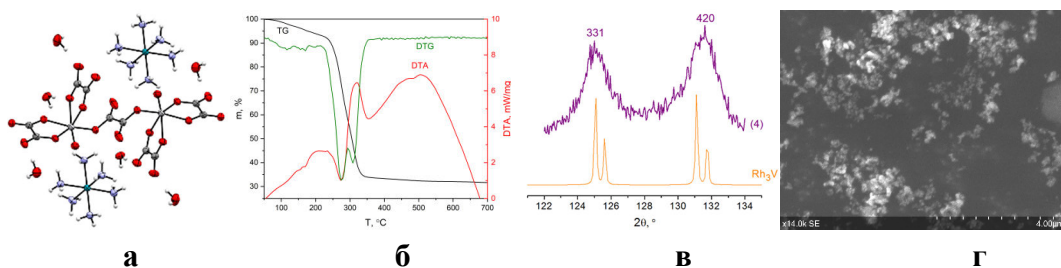 TG
DTG
DTA
m, %
100
90
80
70
60
50
40
30
100
200
300
400
500
600
700
T, °C
10
8
6
4
2
0
DTA, mW/mg
331
420
(4)
Rh3V
122
124
126
128
130
132
134
2θ, °
x14.0k SE
4.00µm
а
б
в
г